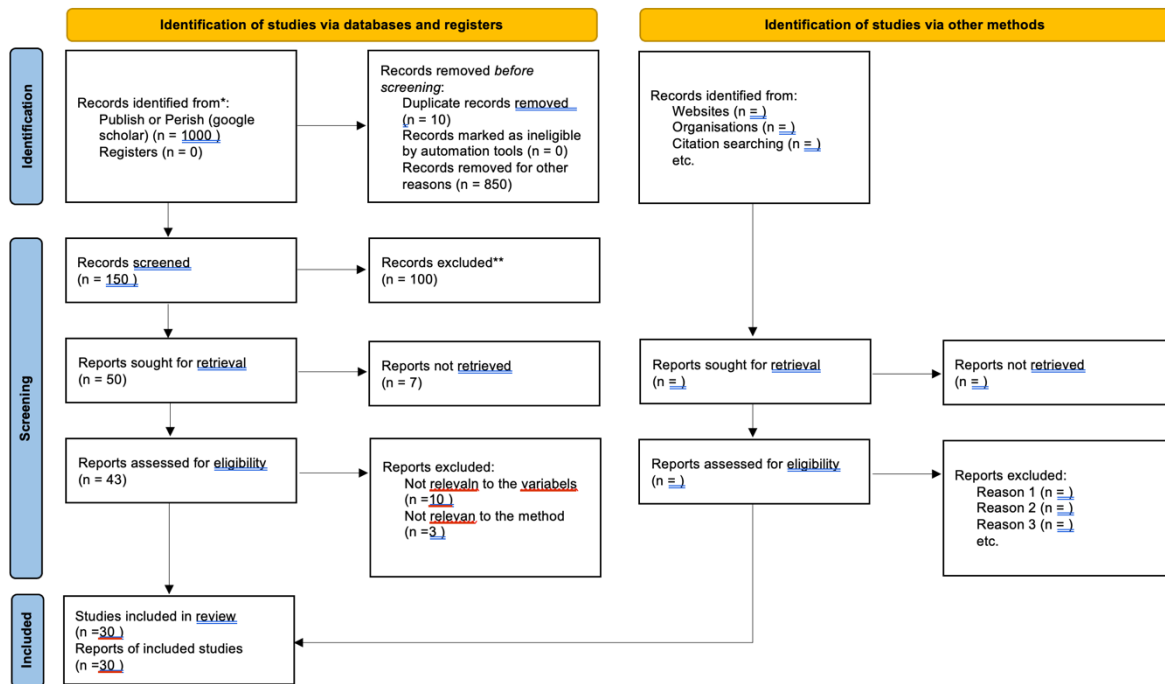 Identification of studies via databases and registers
Identification of studies via other methods
Identification
Records identified from*:
Publish or Perish (google
scholar) (n = 1000 )
Registers (n = 0)
Records removed before
screening:
Duplicate records removed
(n = 10)
Records marked as ineligible
by automation tools (n = 0)
Records removed for other
reasons (n = 850)
Records identified from:
Websites (n = )
Organisations (n = )
Citation searching (n = )
etc.
Screening
Records screened
(n = 150 )
Records excluded**
(n = 100)
Reports sought for retrieval
(n = 50)
Reports not retrieved
(n = 7)
Reports sought for retrieval
(n = )
Reports not retrieved
(n = )
Reports assessed for eligibility
(n = 43)
Reports excluded:
Not relevaln to the variabels
(n =10 )
Not relevan to the method
(n =3 )
Reports assessed for eligibility
(n = )
Reports excluded:
Reason 1 (n = )
Reason 2 (n = )
Reason 3 (n = )
etc.
Included
Studies included in review
(n =30 )
Reports of included studies
(n =30 )